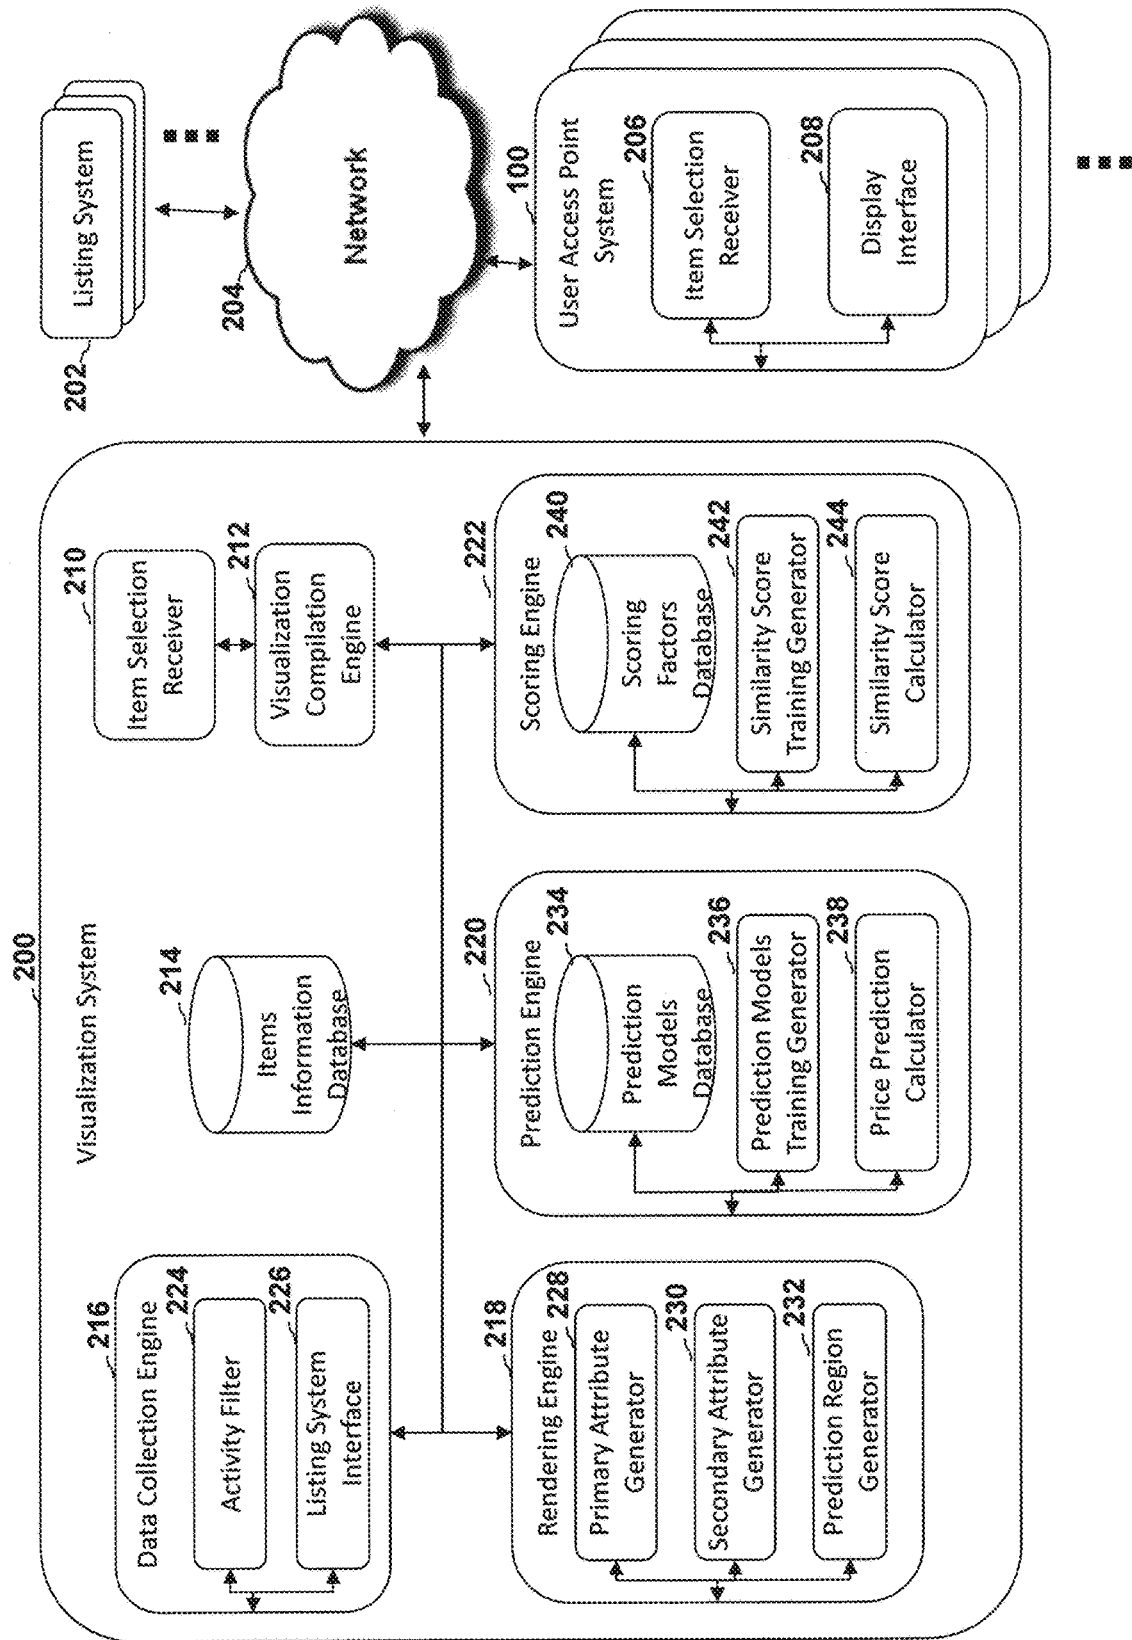 200
Visualization System
216
Data Collection Engine
224
Activity Filter
226
Listing System
Interface
214
Items
Information
Database
210
Item Selection
Receiver
212
Visualization
Compilation
Engine
218
Rendering Engine
228
Primary Attribute
Generator
230
Secondary Attribute
Generator
232
Prediction Region
Generator
220
Prediction Engine
234
Prediction
Models
Database
236
Prediction Models
Training Generator
238
Price Prediction
Calculator
222
Scoring Engine
240
Scoring
Factors
Database
242
Similarity Score
Training Generator
244
Similarity Score
Calculator
202
Listing System
204
Network
100
User Access Point
System
206
Item Selection
Receiver
208
Display
Interface